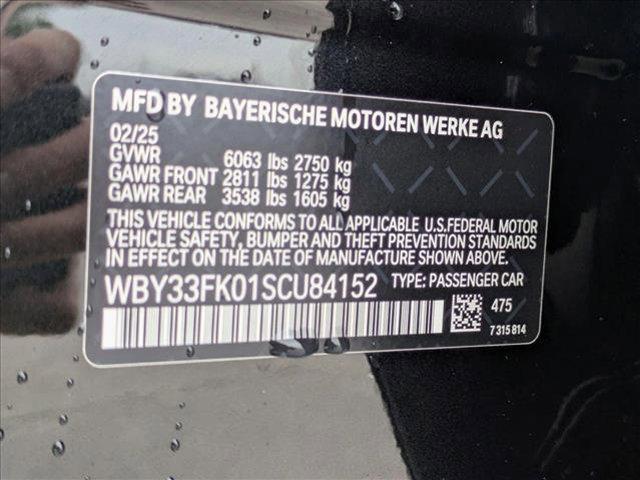 MFD BY BAYERISCHE MOTOREN WERKE AG
02/25
GVWR 6063 lbs 2750 kg
GAWR FRONT 2811 lbs 1275 kg
GAWR REAR 3538 lbs 1605 kg
THIS VEHICLE CONFORMS TO ALL APPLICABLE U.S.FEDERAL MOTOR
VEHICLE SAFETY, BUMPER AND THEFT PREVENTION STANDARDS
IN EFFECT ON THE DATE OF MANUFACTURE SHOWN ABOVE.
WBY33FK01SCU84152 TYPE: PASSENGER CAR
475
7 315 814